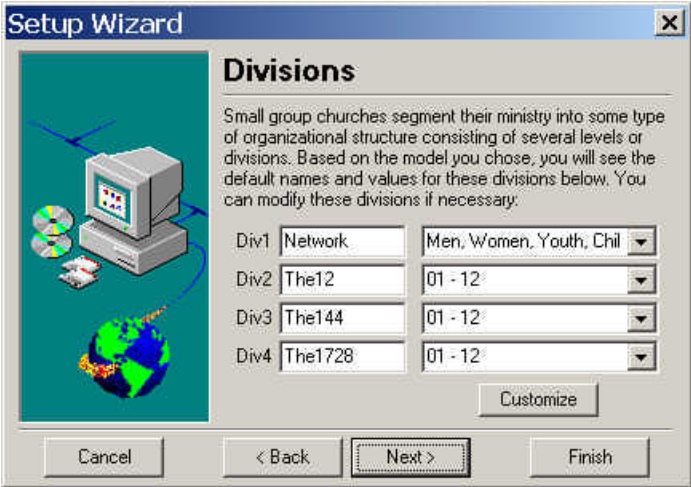 Setup Wizard
Divisions
Small group churches segment their ministry into some type
of organizational structure consisting of several levels or
divisions. Based on the model you chose, you will see the
default names and values for these divisions below. You
can modify these divisions if necessary:
Div1 Network Men, Women, Youth, Chil
Div2 The12 01 - 12
Div3 The144 01 - 12
Div4 The1728 01 - 12
Customize
Cancel < Back Next > Finish